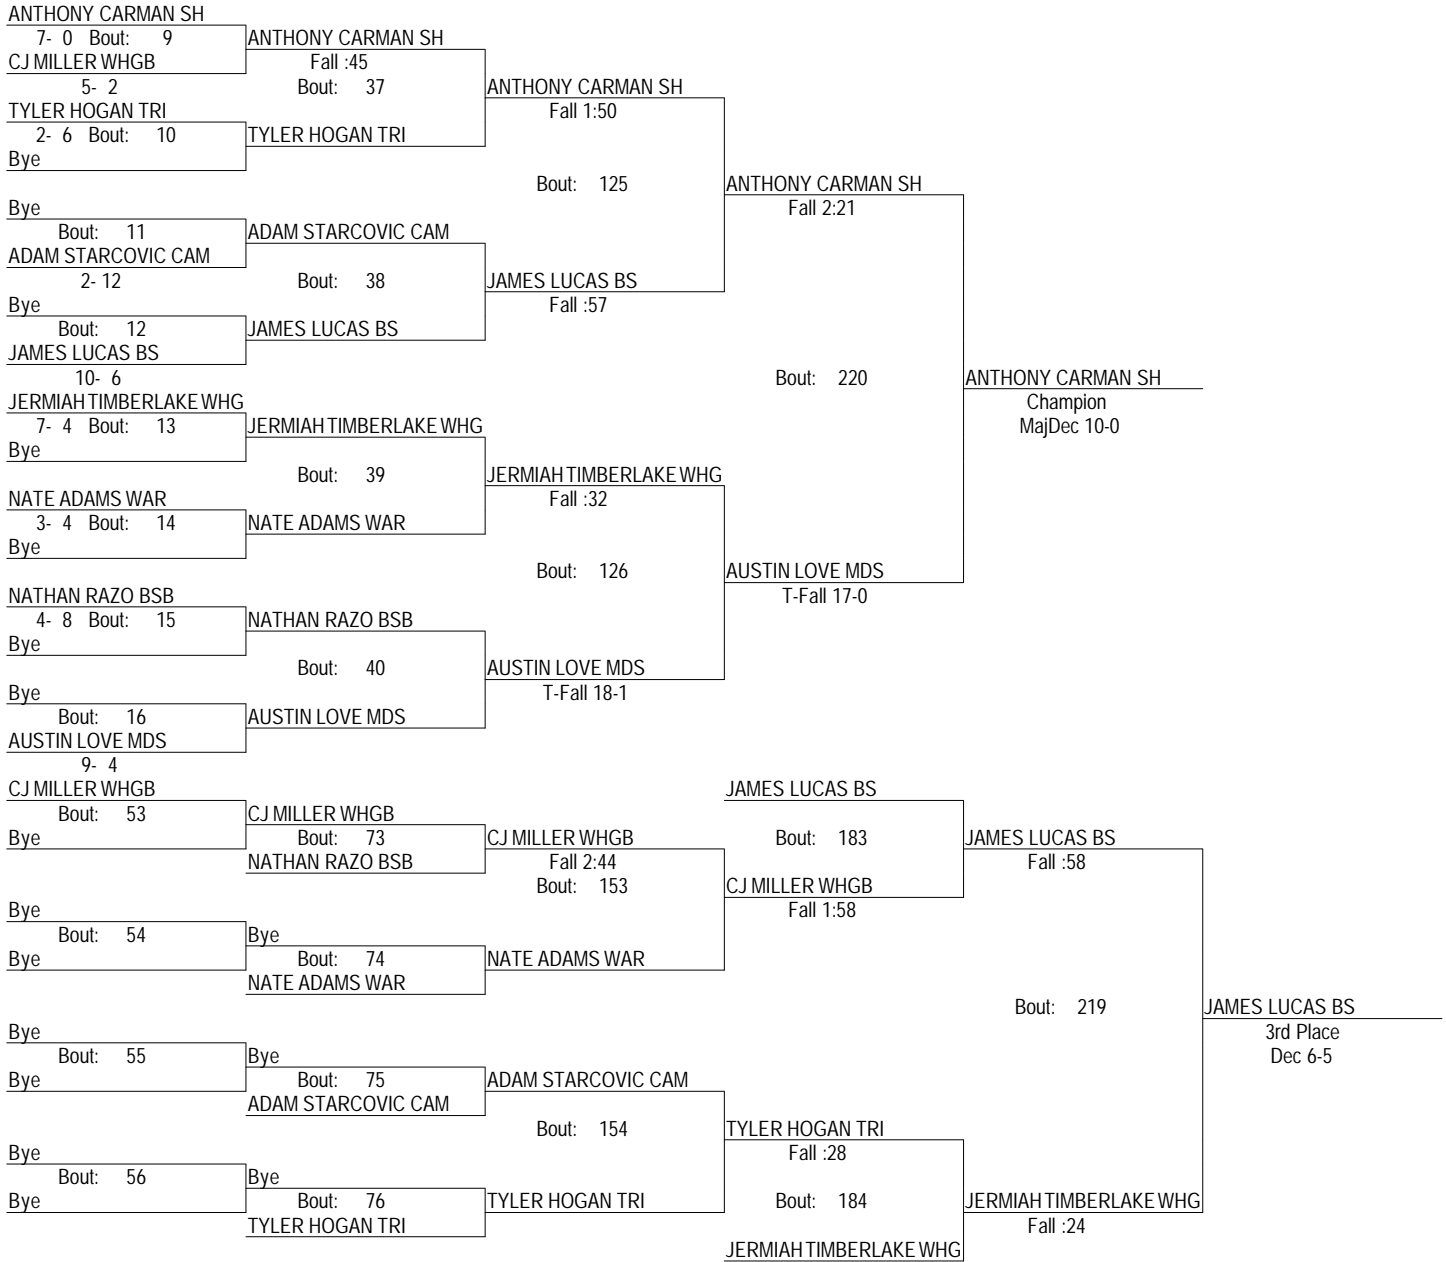 ANTHONY CARMAN SH
7- 0 Bout: 9 ANTHONY CARMAN SH
CJ MILLER WHGB Fall :45
5- 2 Bout: 37 ANTHONY CARMAN SH
TYLER HOGAN TRI Fall 1:50
2- 6 Bout: 10 TYLER HOGAN TRI
Bye
Bout: 125 ANTHONY CARMAN SH
Bye Fall 2:21
Bout: 11 ADAM STARCOVIC CAM
ADAM STARCOVIC CAM
2- 12 Bout: 38 JAMES LUCAS BS
Bye Fall :57
Bout: 12 JAMES LUCAS BS
JAMES LUCAS BS
10- 6 Bout: 220 ANTHONY CARMAN SH
JERMIAH TIMBERLAKE WHG Champion
7- 4 Bout: 13 JERMIAH TIMBERLAKE WHG MajDec 10-0
Bye
Bout: 39 JERMIAH TIMBERLAKE WHG
NATE ADAMS WAR Fall :32
3- 4 Bout: 14 NATE ADAMS WAR
Bye
Bout: 126 AUSTIN LOVE MDS
NATHAN RAZO BSB T-Fall 17-0
4- 8 Bout: 15 NATHAN RAZO BSB
Bye
Bout: 40 AUSTIN LOVE MDS
Bye T-Fall 18-1
Bout: 16 AUSTIN LOVE MDS
AUSTIN LOVE MDS
9- 4
CJ MILLER WHGB JAMES LUCAS BS
Bout: 53 CJ MILLER WHGB
Bye Bout: 73 CJ MILLER WHGB Bout: 183 JAMES LUCAS BS
NATHAN RAZO BSB Fall 2:44 Fall :58
Bout: 153 CJ MILLER WHGB
Bye Fall 1:58
Bout: 54 Bye
Bye Bout: 74 NATE ADAMS WAR
NATE ADAMS WAR
Bout: 219 JAMES LUCAS BS
Bye 3rd Place
Bout: 55 Bye Dec 6-5
Bye Bout: 75 ADAM STARCOVIC CAM
ADAM STARCOVIC CAM
Bout: 154 TYLER HOGAN TRI
Bye Fall :28
Bout: 56 Bye
Bye Bout: 76 TYLER HOGAN TRI Bout: 184 JERMIAH TIMBERLAKE WHG
TYLER HOGAN TRI Fall :24
JERMIAH TIMBERLAKE WHG